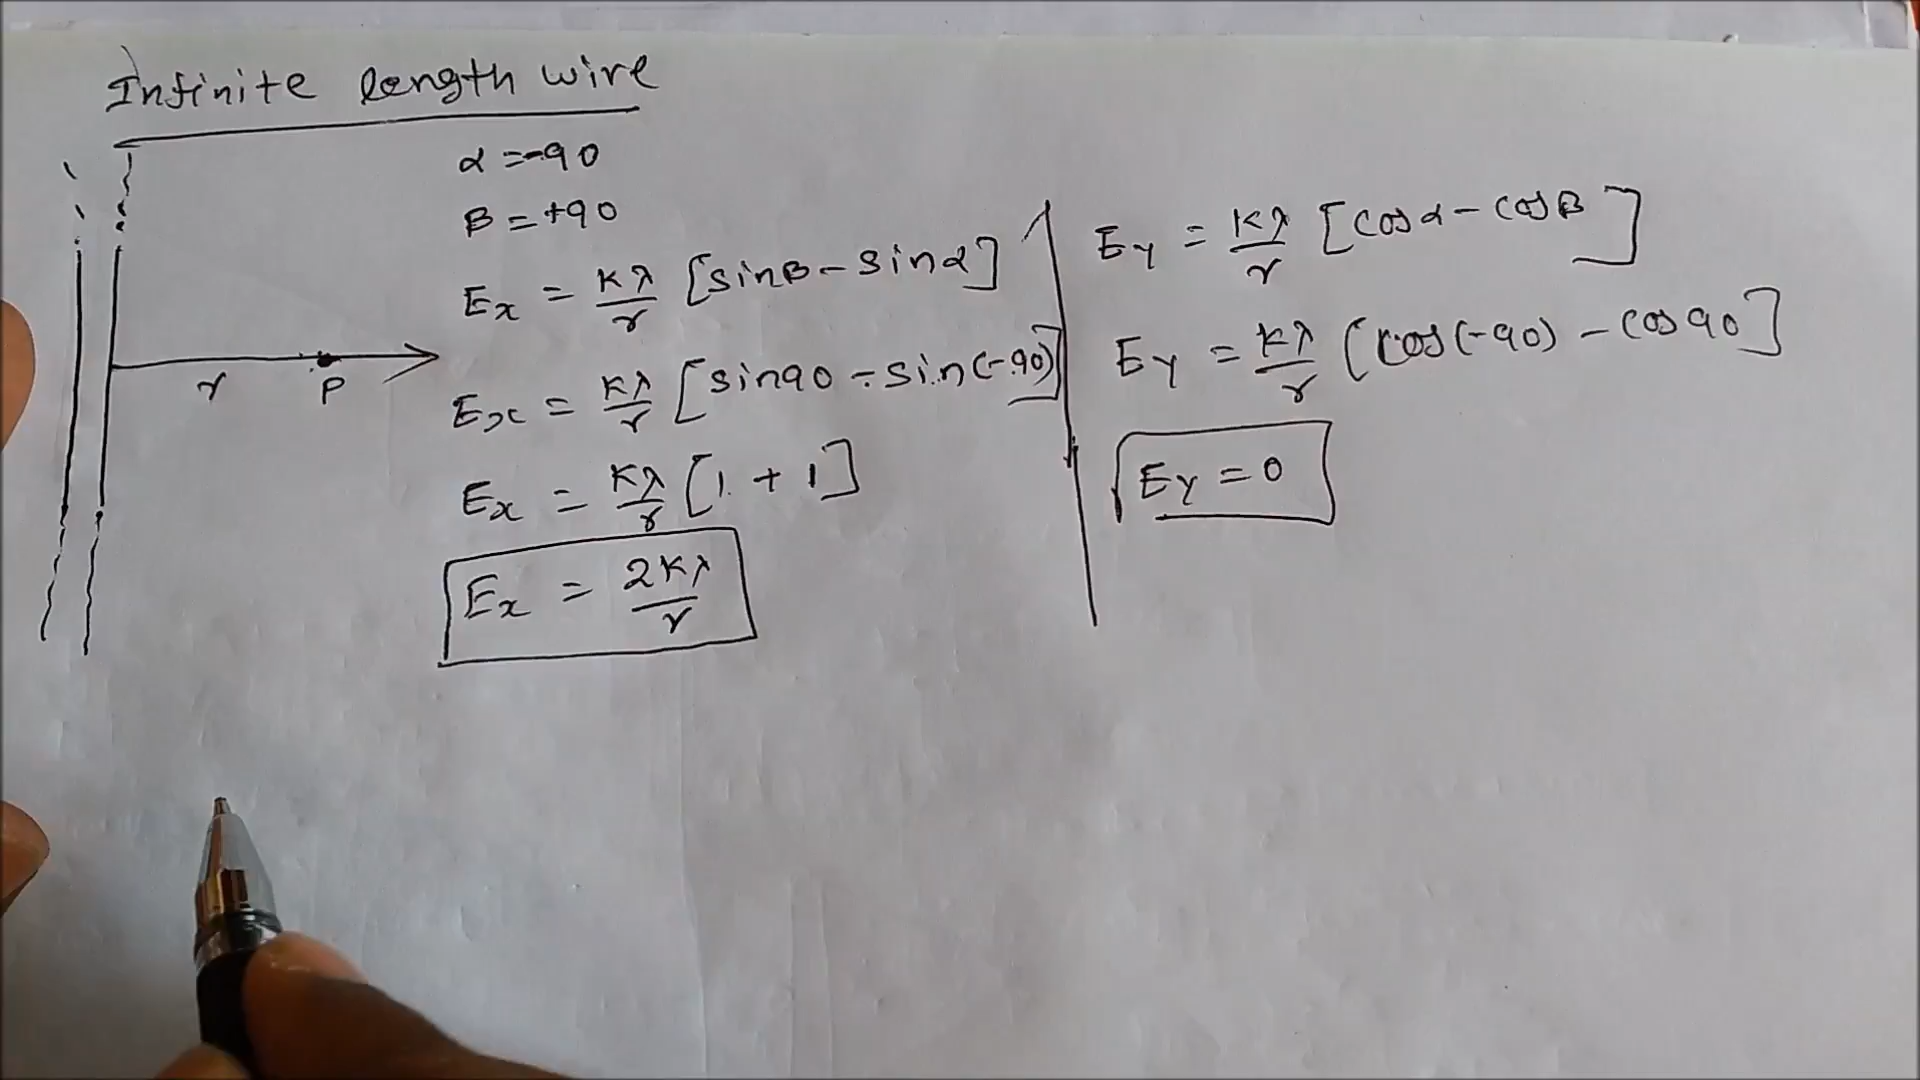 Infinite length wire
α = -90
β = +90
Ex = Kλ/r [sinβ - sinα]
Ex = Kλ/r [sin90 - sin(-90)]
Ex = Kλ/r [1 + 1]
Ex = 2Kλ/r
r
P
Ey = Kλ/r [cosα - cosβ]
Ey = Kλ/r (cos(-90) - cos90]
Ey = 0